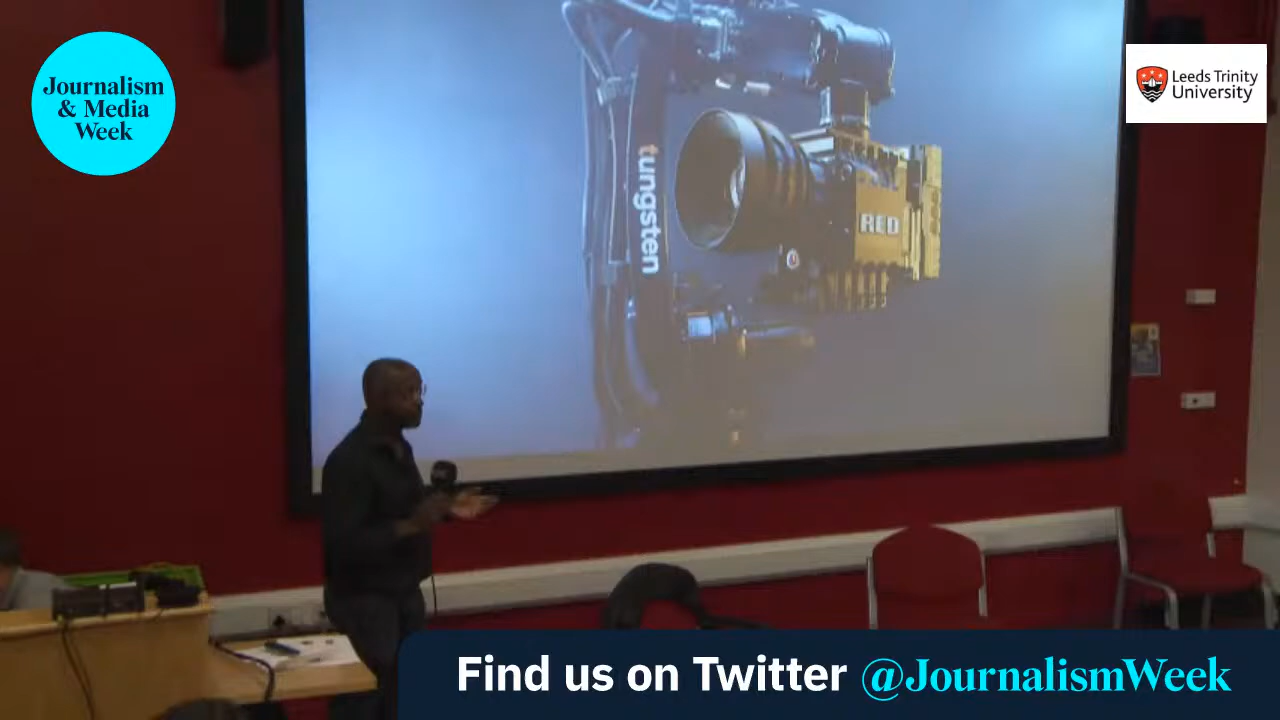 Journalism
& Media
Week
Leeds Trinity
University
tungsten
RED
Find us on Twitter @JournalismWeek